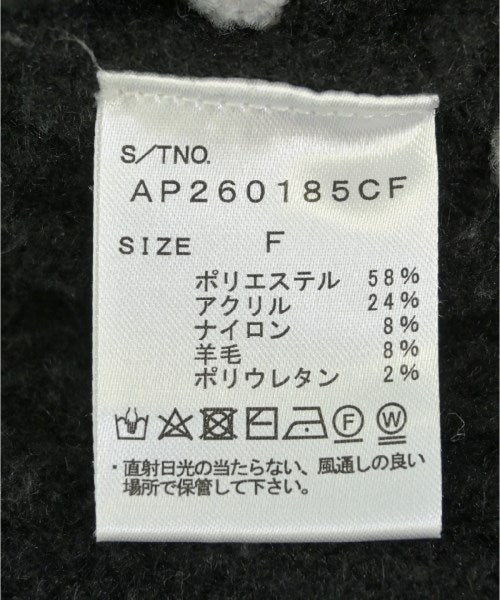 S/TNO.
AP260185CF
SIZE F
ポリエステル 58%
アクリル 24%
ナイロン 8%
羊毛 8%
ポリウレタン 2%
F W
・直射日光の当たらない、風通しの良い
場所で保管して下さい。